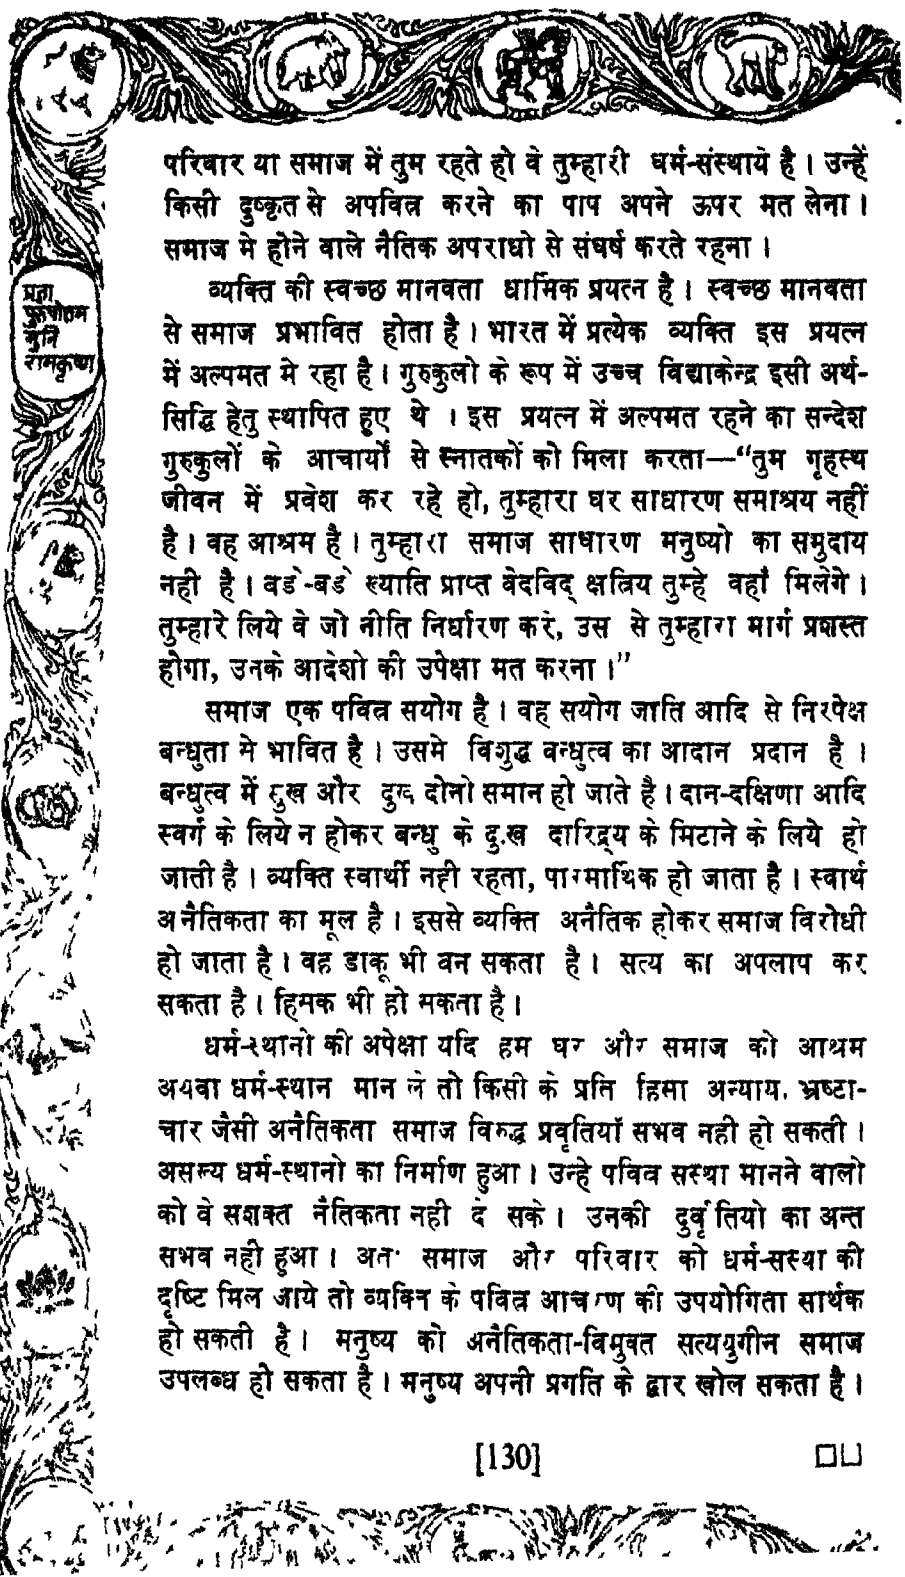 परिवार या समाज में तुम रहते हो वे तुम्हारी धर्म-संस्थाये है। उन्हें
किसी दुष्कृत से अपवित्र करने का पाप अपने ऊपर मत लेना।
समाज मे होने वाले नैतिक अपराधो से संघर्ष करते रहना।
व्यक्ति की स्वच्छ मानवता धार्मिक प्रयत्न है। स्वच्छ मानवता
से समाज प्रभावित होता है। भारत में प्रत्येक व्यक्ति इस प्रयत्न
में अल्पमत मे रहा है। गुरुकुलो के रूप में उच्च विद्याकेन्द्र इसी अर्थ-
सिद्धि हेतु स्थापित हुए थे । इस प्रयत्न में अल्पमत रहने का सन्देश
गुरुकुलों के आचार्यों से स्नातकों को मिला करता—“तुम गृहस्थ
जीवन में प्रवेश कर रहे हो, तुम्हारा घर साधारण समाश्रय नहीं
है। वह आश्रम है। तुम्हारा समाज साधारण मनुष्यो का समुदाय
नही है। बडे-बडे ख्याति प्राप्त वेदविद् क्षत्रिय तुम्हे वहाँ मिलेगे।
तुम्हारे लिये वे जो नीति निर्धारण करे, उस से तुम्हारा मार्ग प्रशस्त
होगा, उनके आदेशो की उपेक्षा मत करना।”
समाज एक पवित्र सयोग है। वह सयोग जाति आदि से निरपेक्ष
बन्धुता मे भावित है। उसमे विशुद्ध बन्धुत्व का आदान प्रदान है।
बन्धुत्व में सुख और दुख दोनो समान हो जाते है। दान-दक्षिणा आदि
स्वर्ग के लिये न होकर बन्धु के दु.ख दारिद्र्य के मिटाने के लिये हो
जाती है। व्यक्ति स्वार्थी नही रहता, पारमार्थिक हो जाता है। स्वार्थ
अनैतिकता का मूल है। इससे व्यक्ति अनैतिक होकर समाज विरोधी
हो जाता है। वह डाकू भी बन सकता है। सत्य का अपलाप कर
सकता है। हिसक भी हो सकता है।
धर्म-स्थानो की अपेक्षा यदि हम घर और समाज को आश्रम
अथवा धर्म-स्थान मान ले तो किसी के प्रति हिसा अन्याय, भ्रष्टा-
चार जैसी अनैतिकता समाज विरुद्ध प्रवृतियाँ सभव नही हो सकती।
असख्य धर्म-स्थानो का निर्माण हुआ। उन्हे पवित्र सस्था मानने वालो
को वे सशक्त नैतिकता नही दे सके। उनकी दुर्वृतियो का अन्त
सभव नही हुआ। अत समाज और परिवार को धर्म-सस्था की
दृष्टि मिल जाये तो व्यक्ति के पवित्र आचरण की उपयोगिता सार्थक
हो सकती है। मनुष्य को अनैतिकता-विमुक्त सत्ययुगीन समाज
उपलब्ध हो सकता है। मनुष्य अपनी प्रगति के द्वार खोल सकता है।
पुरुषोतम
मुनि
रामकृष्ण
[130]